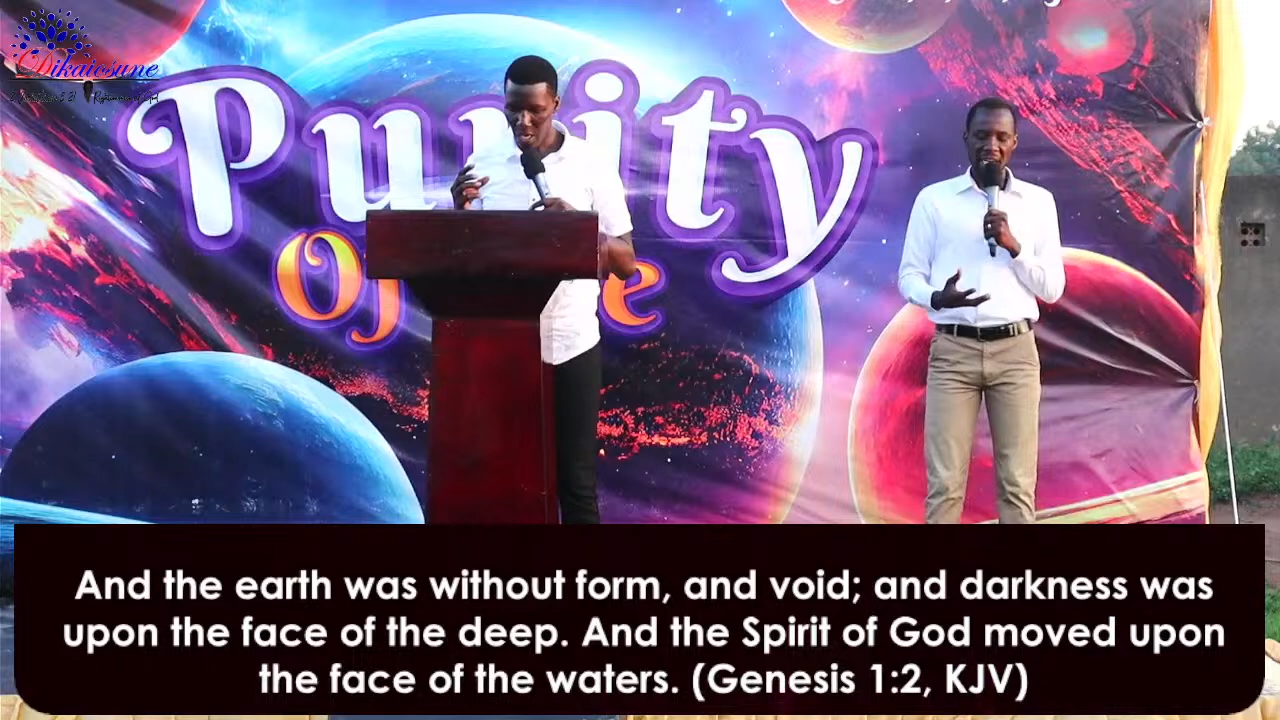 Dikaiosune
Purity
Of
e
And the earth was without form, and void; and darkness was
upon the face of the deep. And the Spirit of God moved upon
the face of the waters. (Genesis 1:2, KJV)